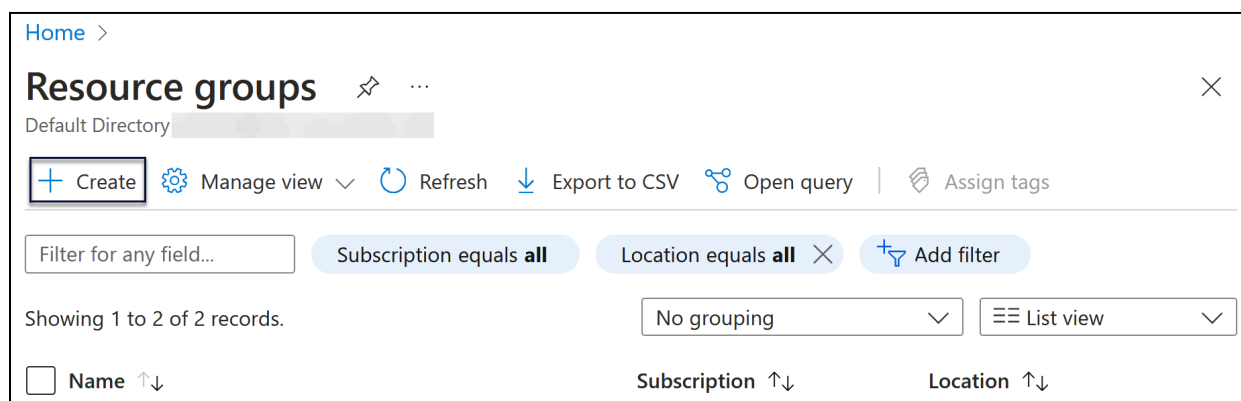 Home >
Resource groups ...
Default Directory
+ Create Manage view Refresh Export to CSV Open query | Assign tags
Filter for any field... Subscription equals all Location equals all Add filter
Showing 1 to 2 of 2 records. No grouping List view
Name ↑↓ Subscription ↑↓ Location ↑↓